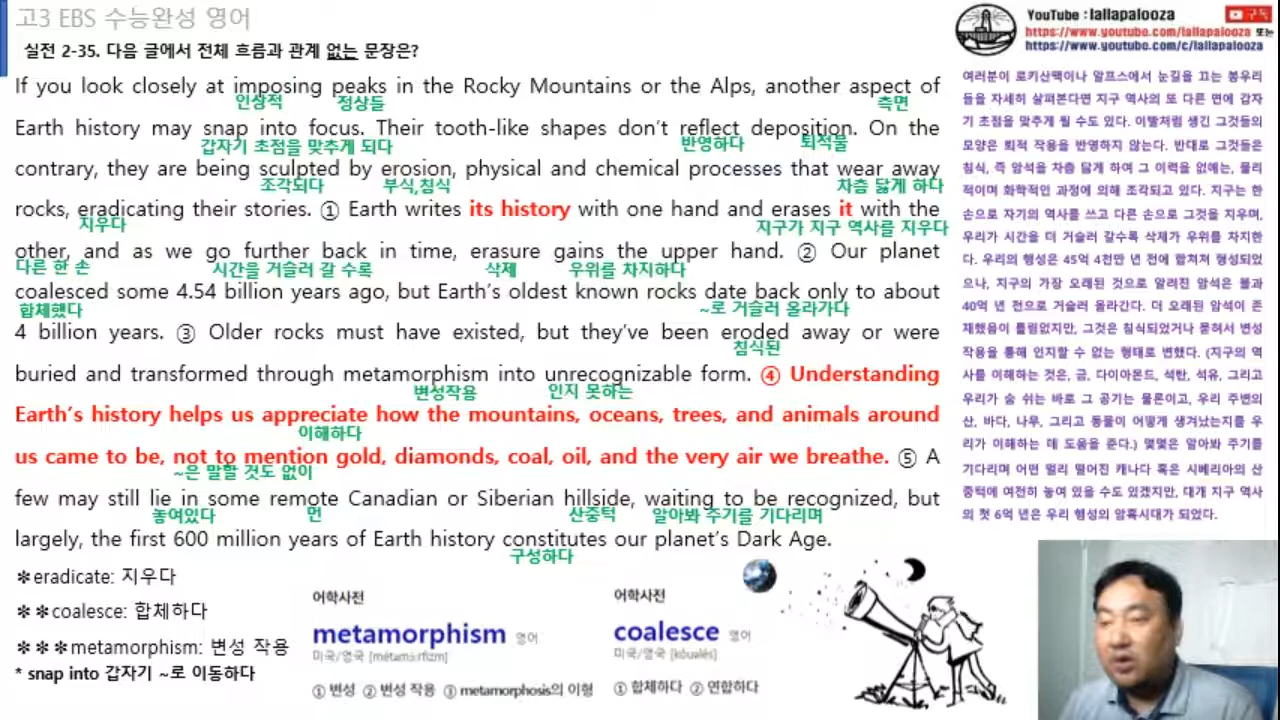 고3 EBS 수능완성 영어
YouTube : lallapalooza
구독
https://www.youtube.com/lallapalooza 또는
https://www.youtube.com/c/lallapalooza
실전 2-35. 다음 글에서 전체 흐름과 관계 없는 문장은?
If you look closely at imposing peaks in the Rocky Mountains or the Alps, another aspect of
인상적 정상들 측면
Earth history may snap into focus. Their tooth-like shapes don't reflect deposition. On the
갑자기 초점을 맞추게 되다 반영하다 퇴적물
contrary, they are being sculpted by erosion, physical and chemical processes that wear away
조각되다 부식,침식 차츰 닳게 하다
rocks, eradicating their stories. ① Earth writes its history with one hand and erases it with the
지우다 지구가 지구 역사를 지우다
other, and as we go further back in time, erasure gains the upper hand. ② Our planet
다른 한 손 시간을 거슬러 갈 수록 삭제 우위를 차지하다
coalesced some 4.54 billion years ago, but Earth's oldest known rocks date back only to about
합체했다 ~로 거슬러 올라가다
4 billion years. ③ Older rocks must have existed, but they've been eroded away or were
침식된
buried and transformed through metamorphism into unrecognizable form. ④ Understanding
변성작용 인지 못하는
Earth's history helps us appreciate how the mountains, oceans, trees, and animals around
이해하다
us came to be, not to mention gold, diamonds, coal, oil, and the very air we breathe. ⑤ A
~은 말할 것도 없이
few may still lie in some remote Canadian or Siberian hillside, waiting to be recognized, but
놓여있다 먼 산중턱 알아봐 주기를 기다리며
largely, the first 600 million years of Earth history constitutes our planet's Dark Age.
구성하다
여러분이 로키산맥이나 알프스에서 눈길을 끄는 봉우리
들을 자세히 살펴본다면 지구 역사의 또 다른 면에 갑자
기 초점을 맞추게 될 수도 있다. 이빨처럼 생긴 그것들의
모양은 퇴적 작용을 반영하지 않는다. 반대로 그것들은
침식, 즉 암석을 차츰 닳게 하여 그 이력을 없애는, 물리
적이며 화학적인 과정에 의해 조각되고 있다. 지구는 한
손으로 자기의 역사를 쓰고 다른 손으로 그것을 지우며,
우리가 시간을 더 거슬러 갈수록 삭제가 우위를 차지한
다. 우리의 행성은 45억 4천만 년 전에 합쳐져 형성되었
으나, 지구의 가장 오래된 것으로 알려진 암석은 불과
40억 년 전으로 거슬러 올라간다. 더 오래된 암석이 존
재했음이 틀림없지만, 그것은 침식되었거나 묻혀서 변성
작용을 통해 인지할 수 없는 형태로 변했다. (지구의 역
사를 이해하는 것은, 금, 다이아몬드, 석탄, 석유, 그리고
우리가 숨 쉬는 바로 그 공기는 물론이고, 우리 주변의
산, 바다, 나무, 그리고 동물이 어떻게 생겨났는지를 우
리가 이해하는 데 도움을 준다.) 몇몇은 알아봐 주기를
기다리며 어떤 멀리 떨어진 캐나다 혹은 시베리아의 산
중턱에 여전히 놓여 있을 수도 있겠지만, 대개 지구 역사
의 첫 6억 년은 우리 행성의 암흑시대가 되었다.
*eradicate: 지우다
**coalesce: 합체하다
***metamorphism: 변성 작용
* snap into 갑자기 ~로 이동하다
어학사전
metamorphism 영어
미국/영국 [mètəmɔ́ːrfizm]
① 변성 ② 변성 작용 ③ metamorphosis의 이형
어학사전
coalesce 영어
미국/영국 [kòuəlés]
① 합체하다 ② 연합하다